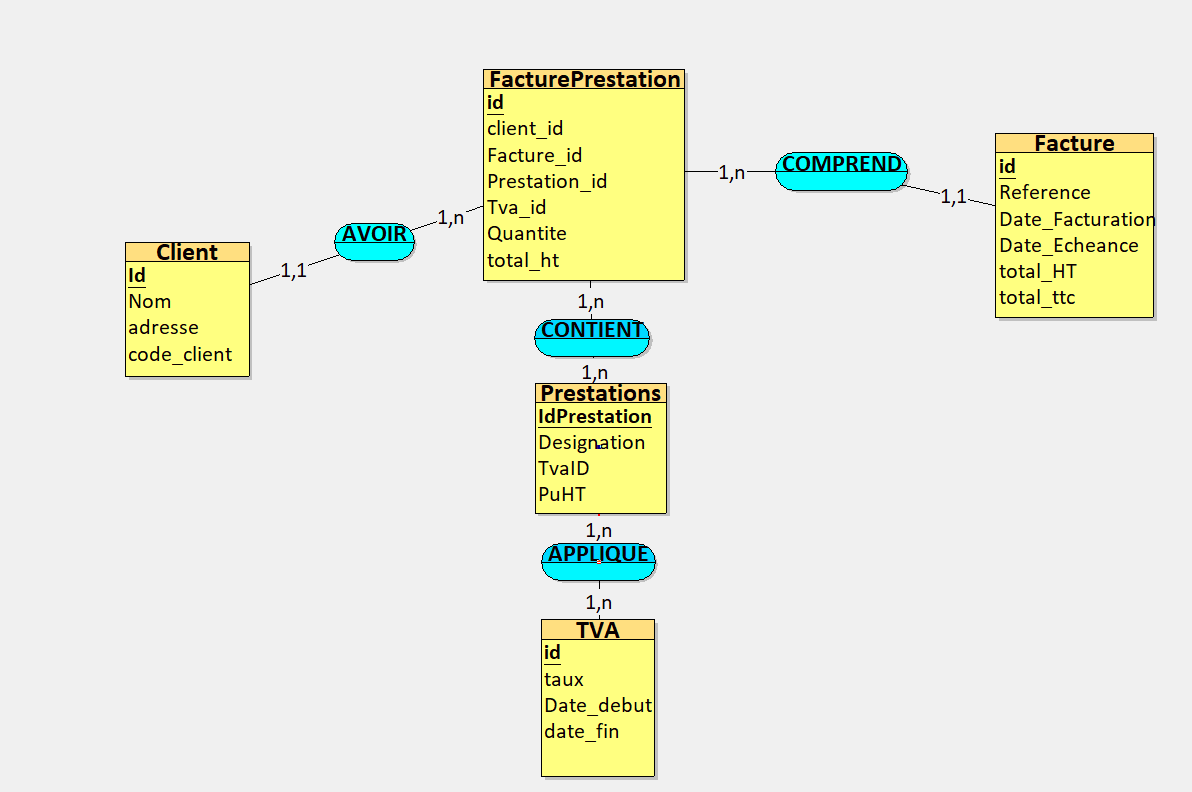 FacturePrestation
id
client_id
Facture_id
Prestation_id
Tva_id
Quantite
total_ht
1,n
COMPREND
1,1
Facture
id
Reference
Date_Facturation
Date_Echeance
total_HT
total_ttc
1,n
AVOIR
1,1
Client
Id
Nom
adresse
code_client
1,n
CONTIENT
1,n
Prestations
IdPrestation
Designation
TvaID
PuHT
1,n
APPLIQUE
1,n
TVA
id
taux
Date_debut
date_fin